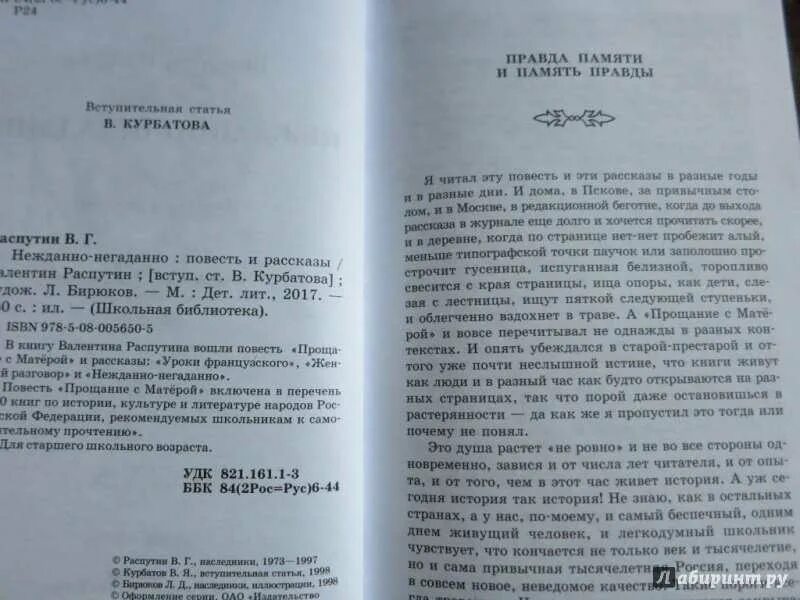 Р24
Вступительная статья
В. КУРБАТОВА
аспутин В. Г.
Нежданно-негаданно : повесть и рассказы /
алентин Распутин ; [вступ. ст. В. Курбатова] ;
удож. Л. Бирюков. — М. : Дет. лит., 2017. —
0 с. : ил. — (Школьная библиотека).
ISBN 978-5-08-005650-5
В книгу Валентина Распутина вошли повесть «Проща-
с Матёрой» и рассказы: «Уроки французского», «Жен-
й разговор» и «Нежданно-негаданно».
Повесть «Прощание с Матёрой» включена в перечень
0 книг по истории, культуре и литературе народов Рос-
й Федерации, рекомендуемых школьникам к само-
тельному прочтению».
Для старшего школьного возраста.
УДК 821.161.1-3
ББК 84(2Рос=Рус)6-44
© Распутин В. Г., наследники, 1973—1997
© Курбатов В. Я., вступительная статья, 1998
© Бирюков Л. Д., наследники, иллюстрации, 1998
© Оформление серии. ОАО «Издательство
ПРАВДА ПАМЯТИ
И ПАМЯТЬ ПРАВДЫ
Я читал эту повесть и эти рассказы в разные годы
и в разные дни. И дома, в Пскове, за привычным сто-
лом, и в Москве, в редакционной беготне, когда до выхода
рассказа в журнале еще долго и хочется прочитать скорее,
и в деревне, когда по странице нет-нет пробежит алый,
меньше типографской точки паучок или заполошно про-
строчит гусеница, испуганная белизной, торопливо
свесится с края страницы, ища опоры, как дети, слеза-
я с лестницы, ищут пяткой следующей ступеньки,
и облегченно вздохнет в траве. А «Прощание с Матё-
рой» и вовсе перечитывал не однажды в разных кон-
текстах. И опять убеждался в старой-престарой и от-
того уже почти неслышной истине, что книги живут
как люди и в разный час как будто открываются на раз-
ных страницах, так что порой даже остановишься в
растерянности — да как же я пропустил это тогда или
почему не понял.
Это душа растет «не ровно» и не во все стороны од-
новременно, завися и от числа лет читателя, и от опы-
та, и от того, чем в этот час живет история. А уж се-
годня история так история! Не знаю, как в остальных
странах, а у нас, по-моему, и самый беспечный, одним
днем живущий человек, и легкодумный школьник
чувствует, что кончается не только век и тысячелетие,
но и сама привычная тысячелетняя Россия, переходя
в совсем новое, неведомое качество.
Лабиринт.ру